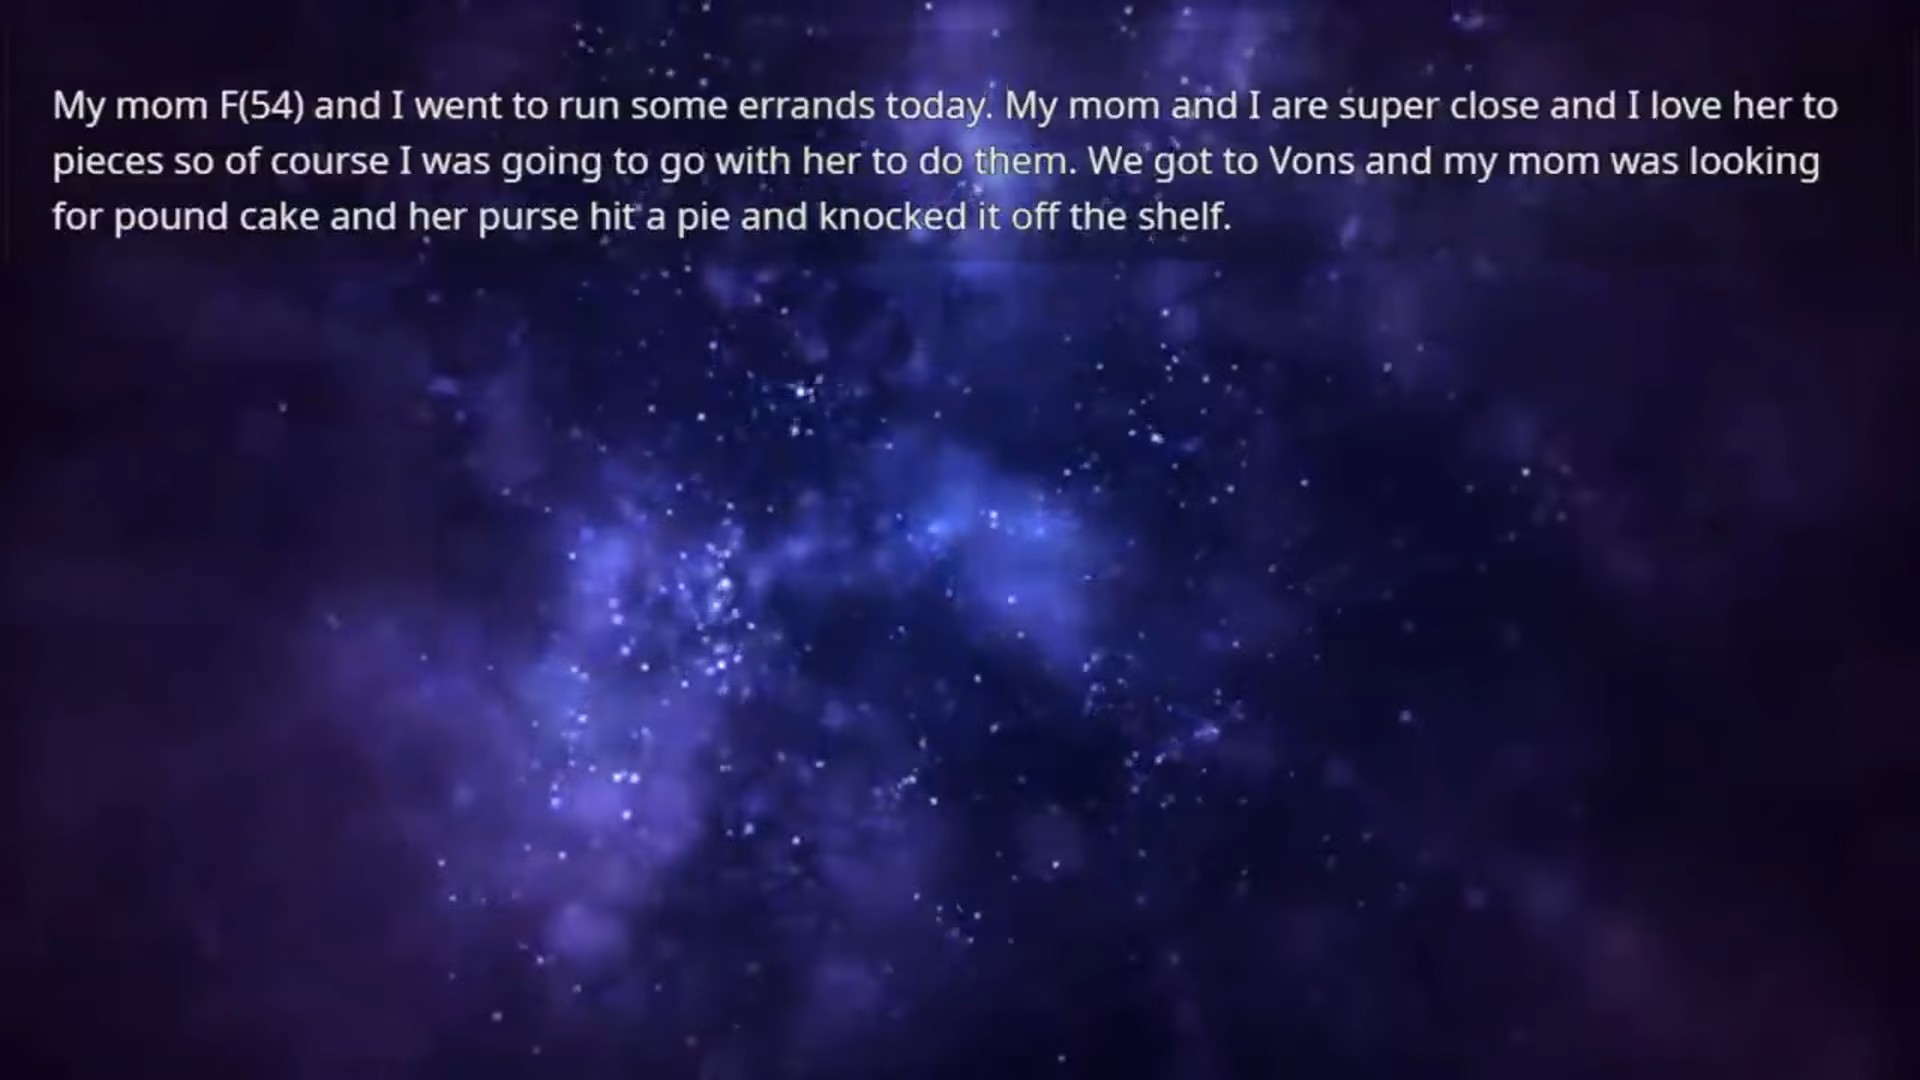 My mom F(54) and I went to run some errands today. My mom and I are super close and I love her to
pieces so of course I was going to go with her to do them. We got to Vons and my mom was looking
for pound cake and her purse hit a pie and knocked it off the shelf.